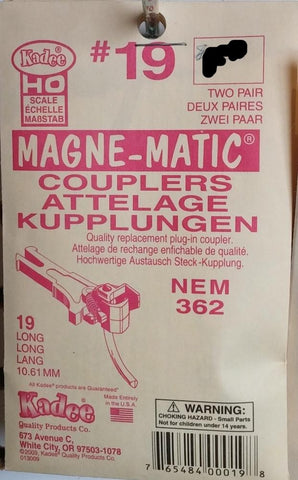 Kadee®
#19
HO
SCALE
ÉCHELLE
MAßSTAB
TWO PAIR
DEUX PAIRES
ZWEI PAAR
MAGNE-MATIC®
COUPLERS
ATTELAGE
KUPPLUNGEN
Quality replacement plug-in coupler.
Attelage de rechange enfichable de qualité.
Hochwertige Austausch Steck-Kupplung.
NEM
362
19
LONG
LONG
LANG
10.61MM
All Kadee® products are Guaranteed®
Kadee®
Made Entirely
in the U.S.A.
Quality Products Co.
673 Avenue C,
White City, OR 97503-1078
©2009, Kadee® Quality Products Co.
013009
WARNING:
CHOKING HAZARD - Small Parts
Not for children under 14 years.
7 65484 00019 8